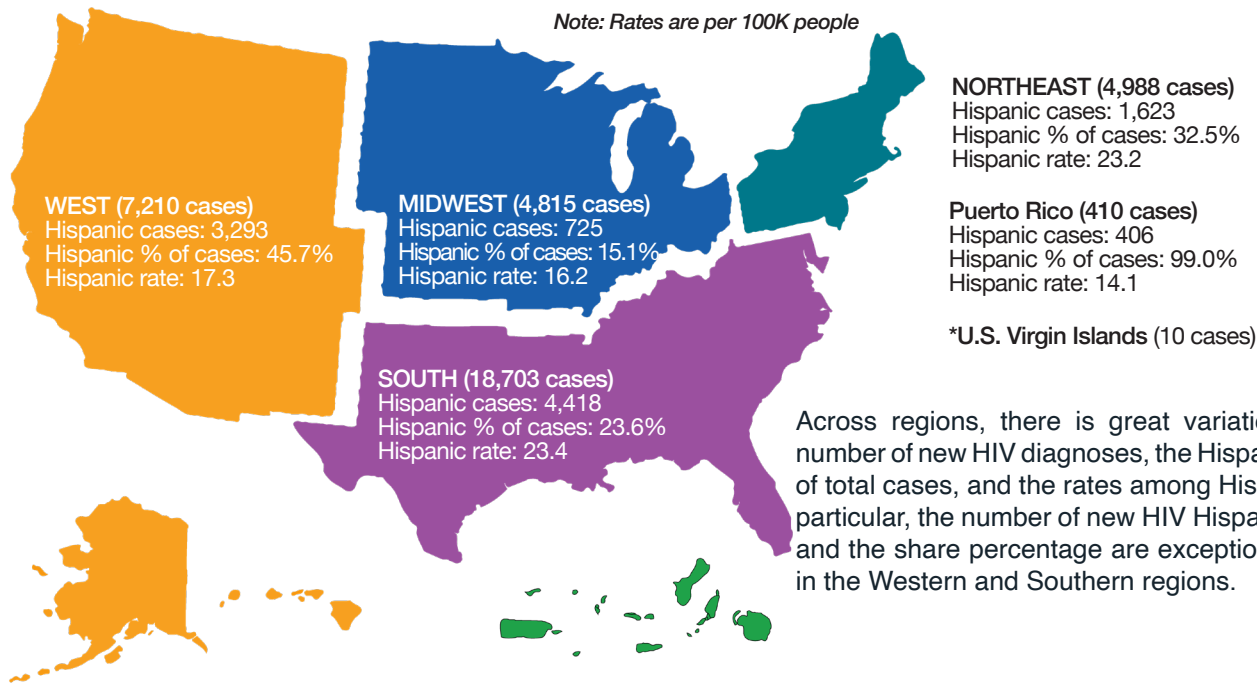 Note: Rates are per 100K people
NORTHEAST (4,988 cases)
Hispanic cases: 1,623
Hispanic % of cases: 32.5%
Hispanic rate: 23.2
WEST (7,210 cases)
Hispanic cases: 3,293
Hispanic % of cases: 45.7%
Hispanic rate: 17.3
MIDWEST (4,815 cases)
Hispanic cases: 725
Hispanic % of cases: 15.1%
Hispanic rate: 16.2
Puerto Rico (410 cases)
Hispanic cases: 406
Hispanic % of cases: 99.0%
Hispanic rate: 14.1
*U.S. Virgin Islands (10 cases)
SOUTH (18,703 cases)
Hispanic cases: 4,418
Hispanic % of cases: 23.6%
Hispanic rate: 23.4
Across regions, there is great
number of new HIV diagnoses, the
of total cases, and the rates among
particular, the number of new HIV
and the share percentage are
in the Western and Southern regions.